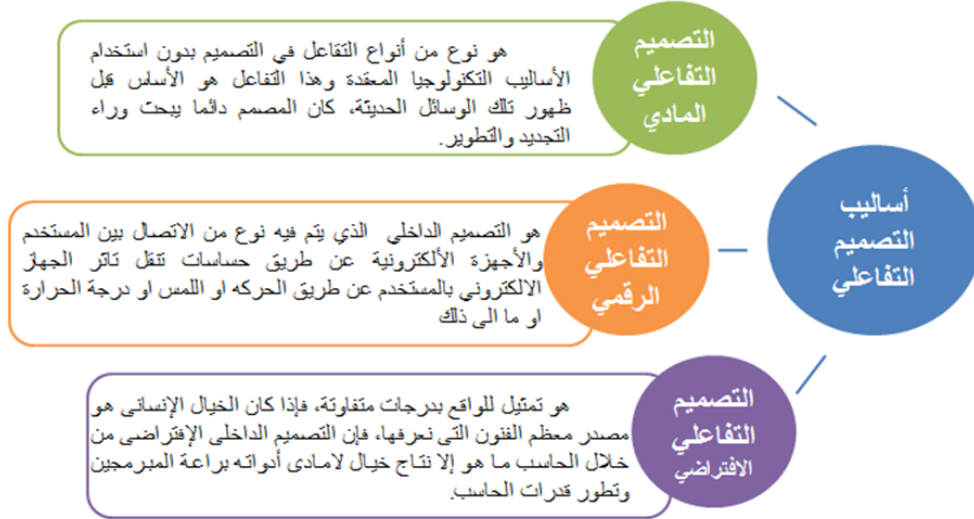 أساليب
التصميم
التفاعلي
التصميم
التفاعلي
المادي
هو نوع من أنواع التفاعل في التصميم بدون استخدام
الأساليب التكنولوجيا المعقدة وهذا التفاعل هو الأساس قبل
ظهور تلك الوسائل الحديثة، كان المصمم دائما يبحث وراء
التجديد والتطوير.
التصميم
التفاعلي
الرقمي
هو التصميم الداخلي الذي يتم فيه نوع من الاتصال بين المستخدم
والأجهزة الألكترونية عن طريق حساسات تنقل تاثر الجهاز
الالكتروني بالمستخدم عن طريق الحركه او اللمس او درجة الحرارة
او ما الى ذلك
التصميم
التفاعلي
الافتراضي
هو تمثيل للواقع بدرجات متفاوتة، فإذا كان الخيال الإنسانى هو
مصدر معظم الفنون التى نعرفها، فإن التصميم الداخلى الإفتراضى من
خلال الحاسب ما هو إلا نتاج خيال لامادى أدواته براعة المبرمجين
وتطور قدرات الحاسب.